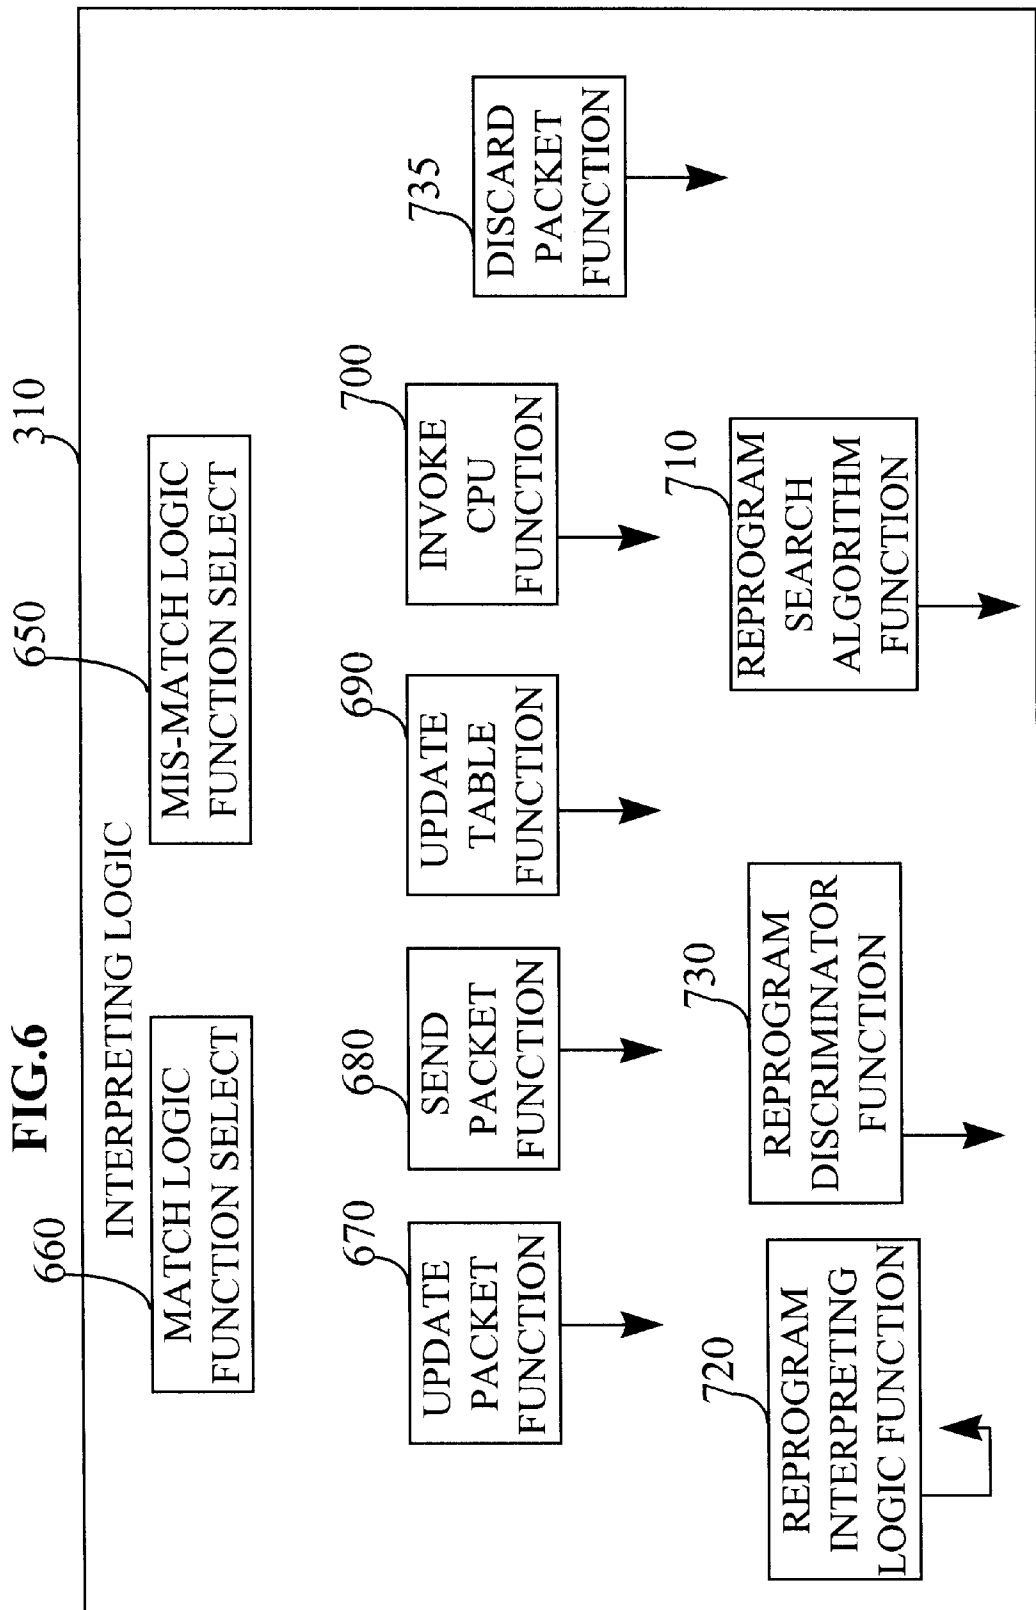 FIG.6
660
INTERPRETING LOGIC
650
310
MATCH LOGIC
FUNCTION SELECT
MIS-MATCH LOGIC
FUNCTION SELECT
670
UPDATE
PACKET
FUNCTION
680
SEND
PACKET
FUNCTION
690
UPDATE
TABLE
FUNCTION
700
INVOKE
CPU
FUNCTION
735
DISCARD
PACKET
FUNCTION
720
REPROGRAM
INTERPRETING
LOGIC FUNCTION
730
REPROGRAM
DISCRIMINATOR
FUNCTION
710
REPROGRAM
SEARCH
ALGORITHM
FUNCTION